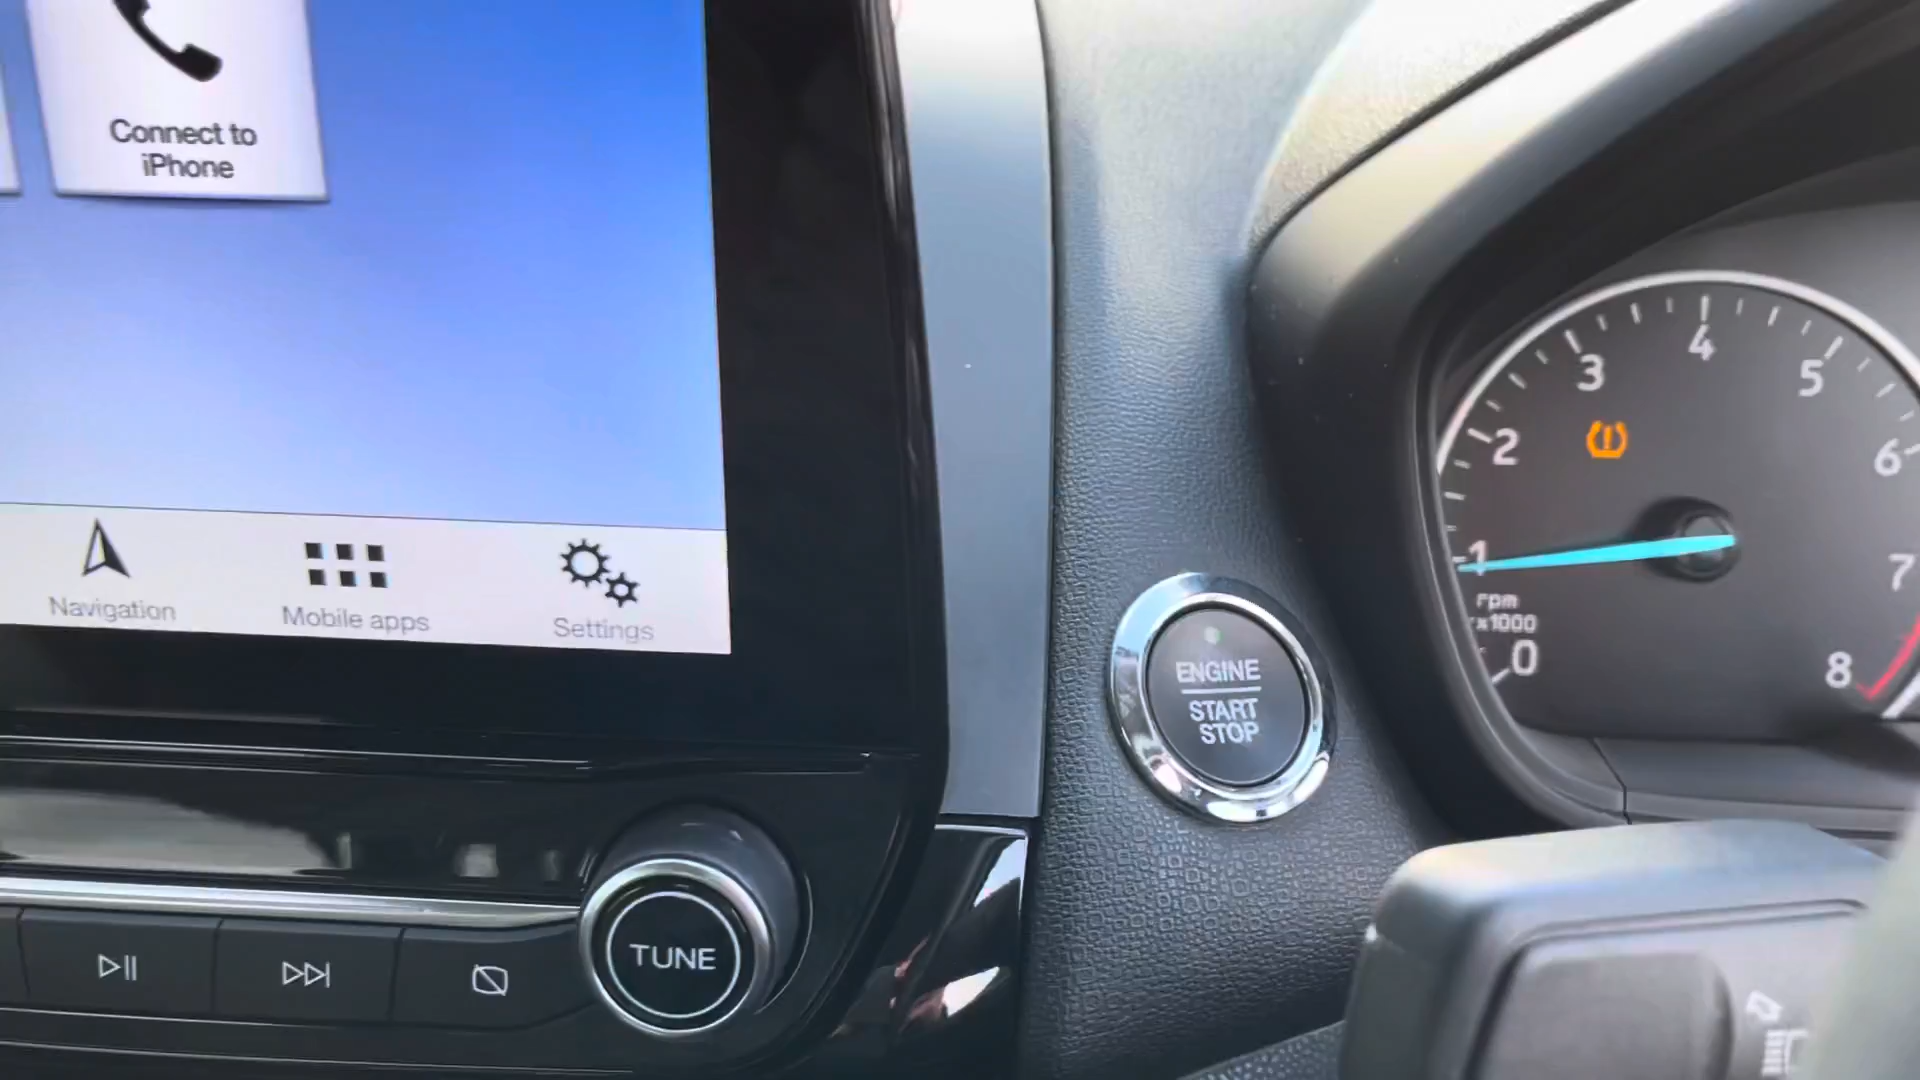 Connect to
iPhone
Navigation
Mobile apps
Settings
TUNE
ENGINE
START
STOP
0
1
2
3
4
5
6
7
8
rpm
x1000